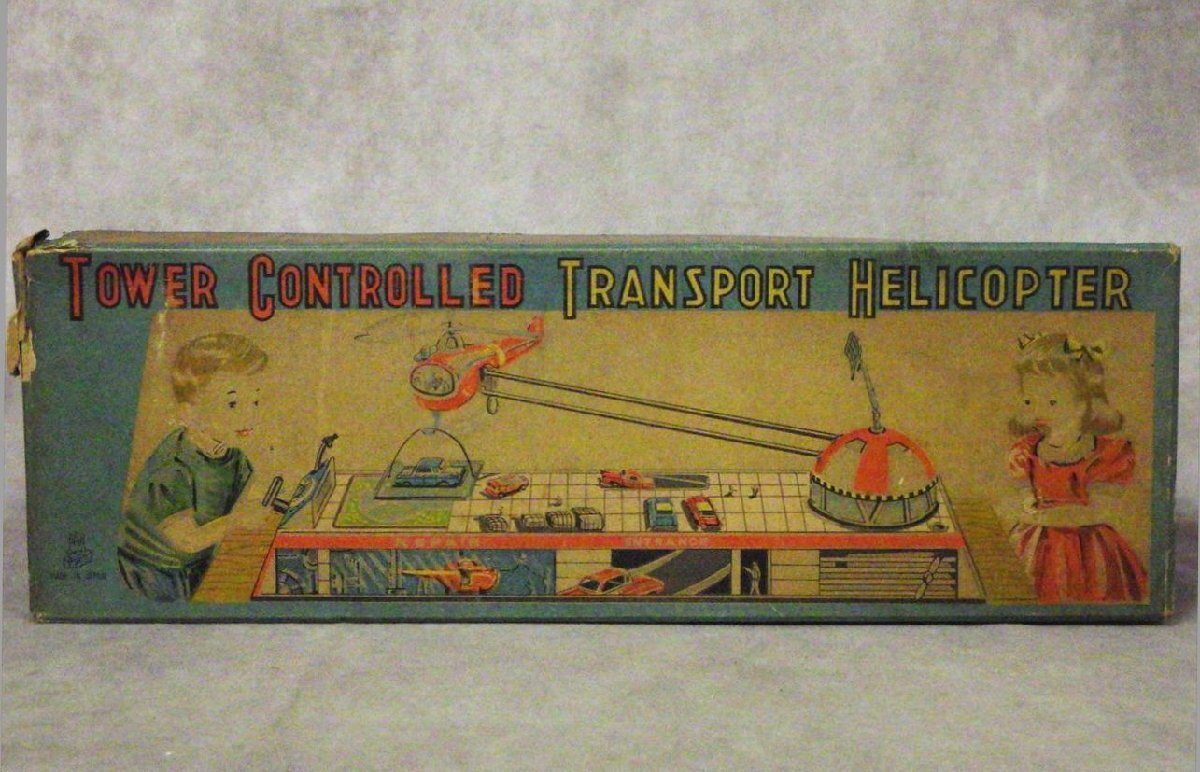 TOWER CONTROLLED TRANSPORT HELICOPTER
REPAIR ENTRANCE
MADE IN JAPAN